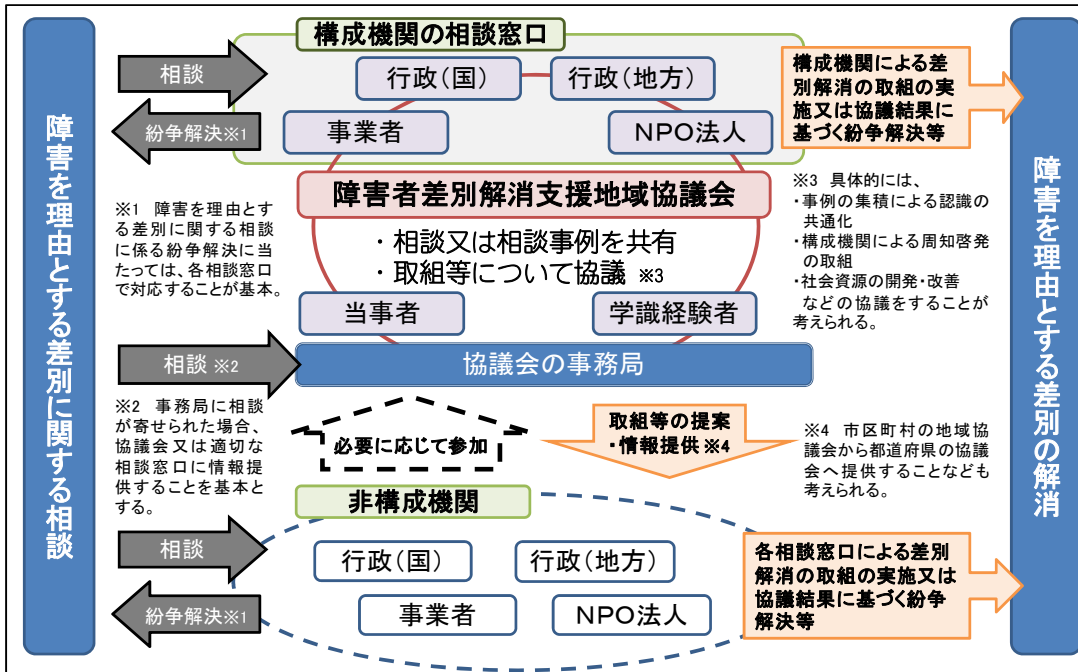 障害を理由とする差別に関する相談
構成機関の相談窓口
相談
行政(国)
行政(地方)
紛争解決※1
事業者
NPO法人
構成機関による差
別解消の取組の実
施又は協議結果に
基づく紛争解決等
障害者差別解消支援地域協議会
・相談又は相談事例を共有
・取組等について協議 ※3
※1 障害を理由とす
る差別に関する相談
に係る紛争解決に当
たっては、各相談窓口
で対応することが基本。
※3 具体的には、
・事例の集積による認識の
共通化
・構成機関による周知啓発
の取組
・社会資源の開発・改善
などの協議をすることが
考えられる。
当事者
学識経験者
相談 ※2
協議会の事務局
※2 事務局に相談
が寄せられた場合、
協議会又は適切な
相談窓口に情報提
供することを基本と
する。
必要に応じて参加
取組等の提案
・情報提供 ※4
※4 市区町村の地域協
議会から都道府県の協議
会へ提供することなども
考えられる。
非構成機関
相談
行政(国)
行政(地方)
紛争解決※1
事業者
NPO法人
各相談窓口による差別
解消の取組の実施又は
協議結果に基づく紛争
解決等
障害を理由とする差別の解消